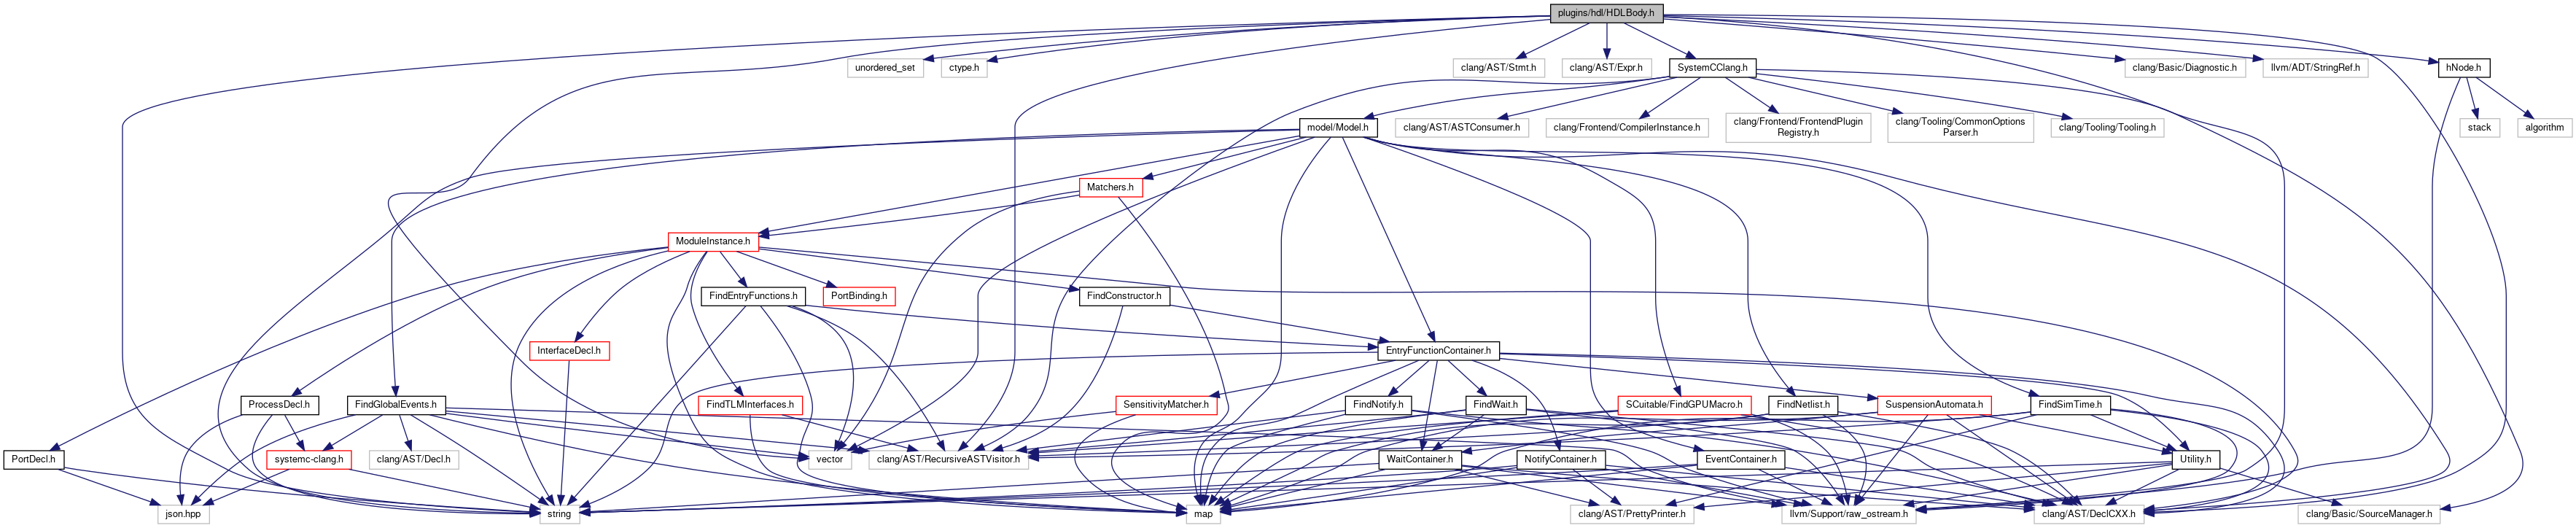 plugins/hdl/HDLBody.h
unordered_set
ctype.h
clang/AST/Stmt.h
clang/AST/Expr.h
SystemCClang.h
clang/Basic/Diagnostic.h
llvm/ADT/StringRef.h
hNode.h
model/Model.h
clang/AST/ASTConsumer.h
clang/Frontend/CompilerInstance.h
clang/Frontend/FrontendPlugin
Registry.h
clang/Tooling/CommonOptions
Parser.h
clang/Tooling/Tooling.h
stack
algorithm
Matchers.h
ModuleInstance.h
FindEntryFunctions.h
PortBinding.h
FindConstructor.h
InterfaceDecl.h
EntryFunctionContainer.h
ProcessDecl.h
FindGlobalEvents.h
FindTLMInterfaces.h
SensitivityMatcher.h
FindNotify.h
FindWait.h
SCuitable/FindGPUMacro.h
FindNetlist.h
SuspensionAutomata.h
FindSimTime.h
PortDecl.h
systemc-clang.h
clang/AST/Decl.h
vector
clang/AST/RecursiveASTVisitor.h
WaitContainer.h
NotifyContainer.h
EventContainer.h
Utility.h
json.hpp
string
map
clang/AST/PrettyPrinter.h
llvm/Support/raw_ostream.h
clang/AST/DeclCXX.h
clang/Basic/SourceManager.h